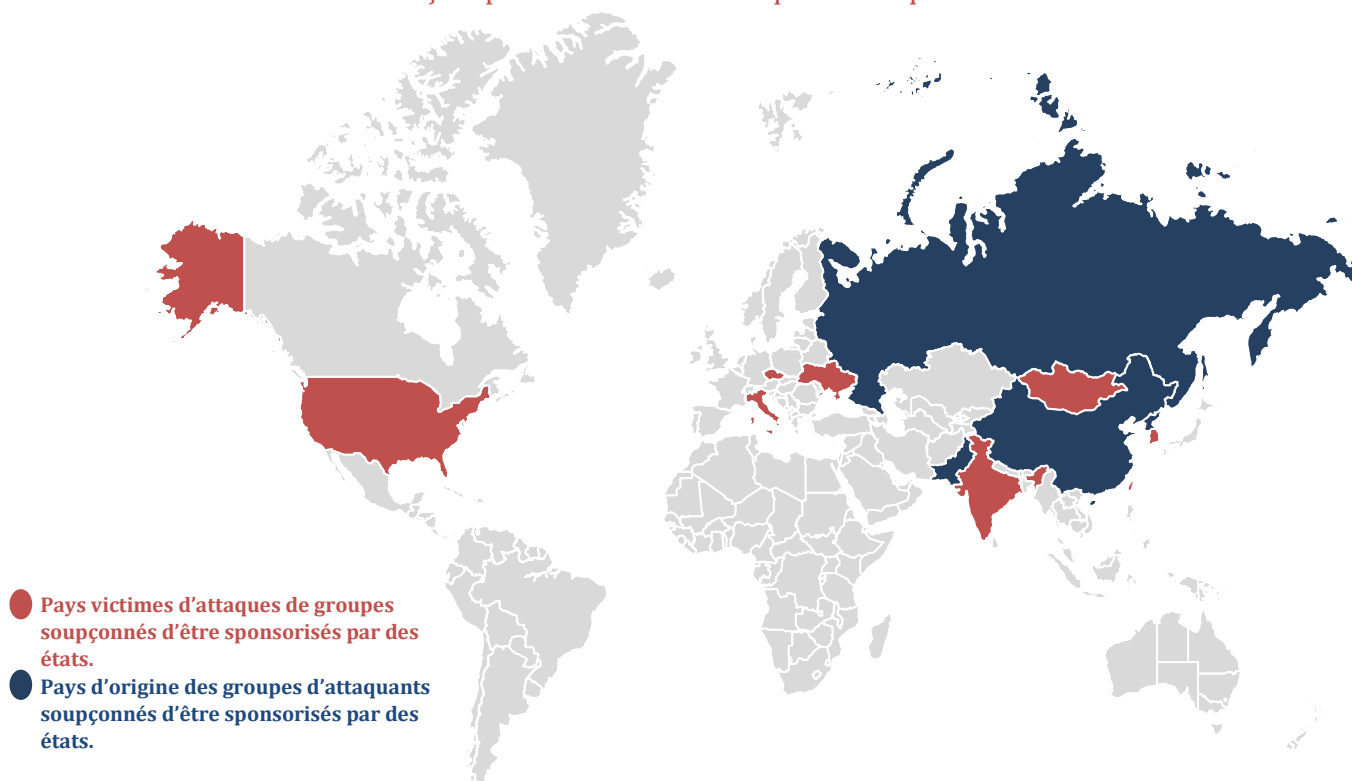 Pays victimes d’attaques de groupes
soupçonnés d’être sponsorisés par des
états.
Pays d’origine des groupes d’attaquants
soupçonnés d’être sponsorisés par des
états.